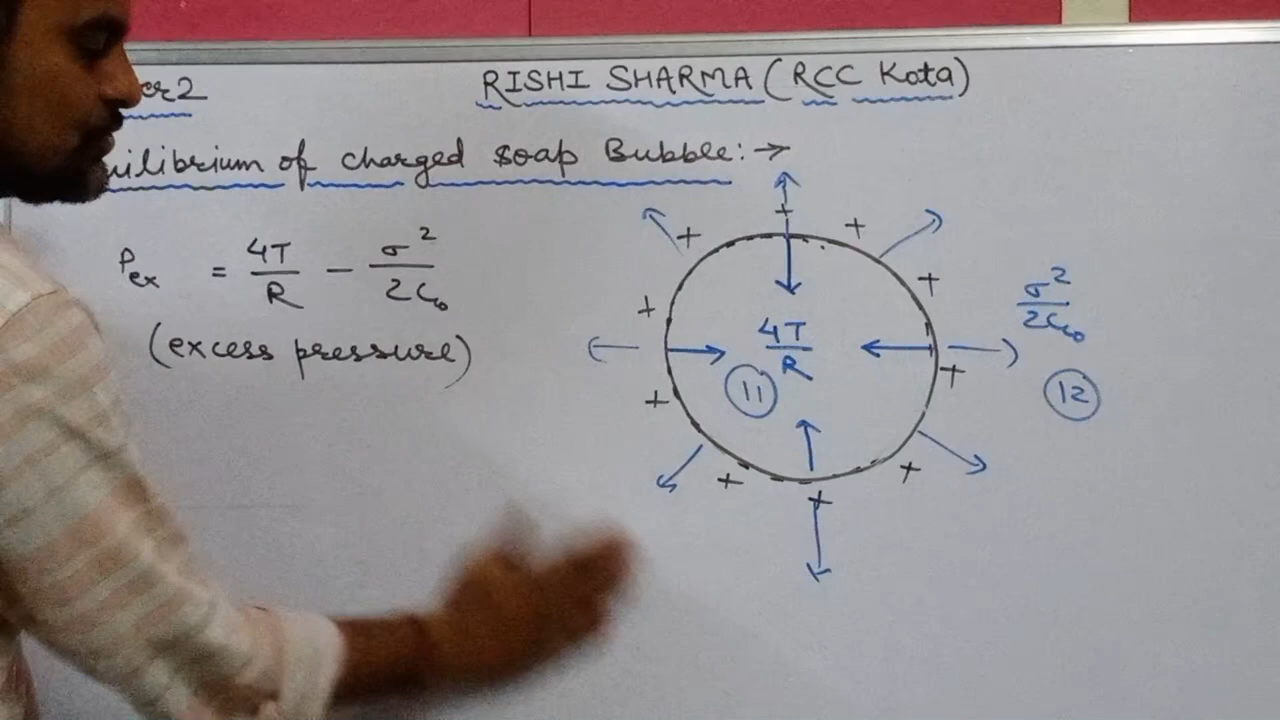 RISHI SHARMA (RCC Kota)
of charged soap Bubble:→
Pex = 4T/R − σ²/2ϵ₀
(excess pressure)
4T/R
11
σ²/2ϵ₀
12